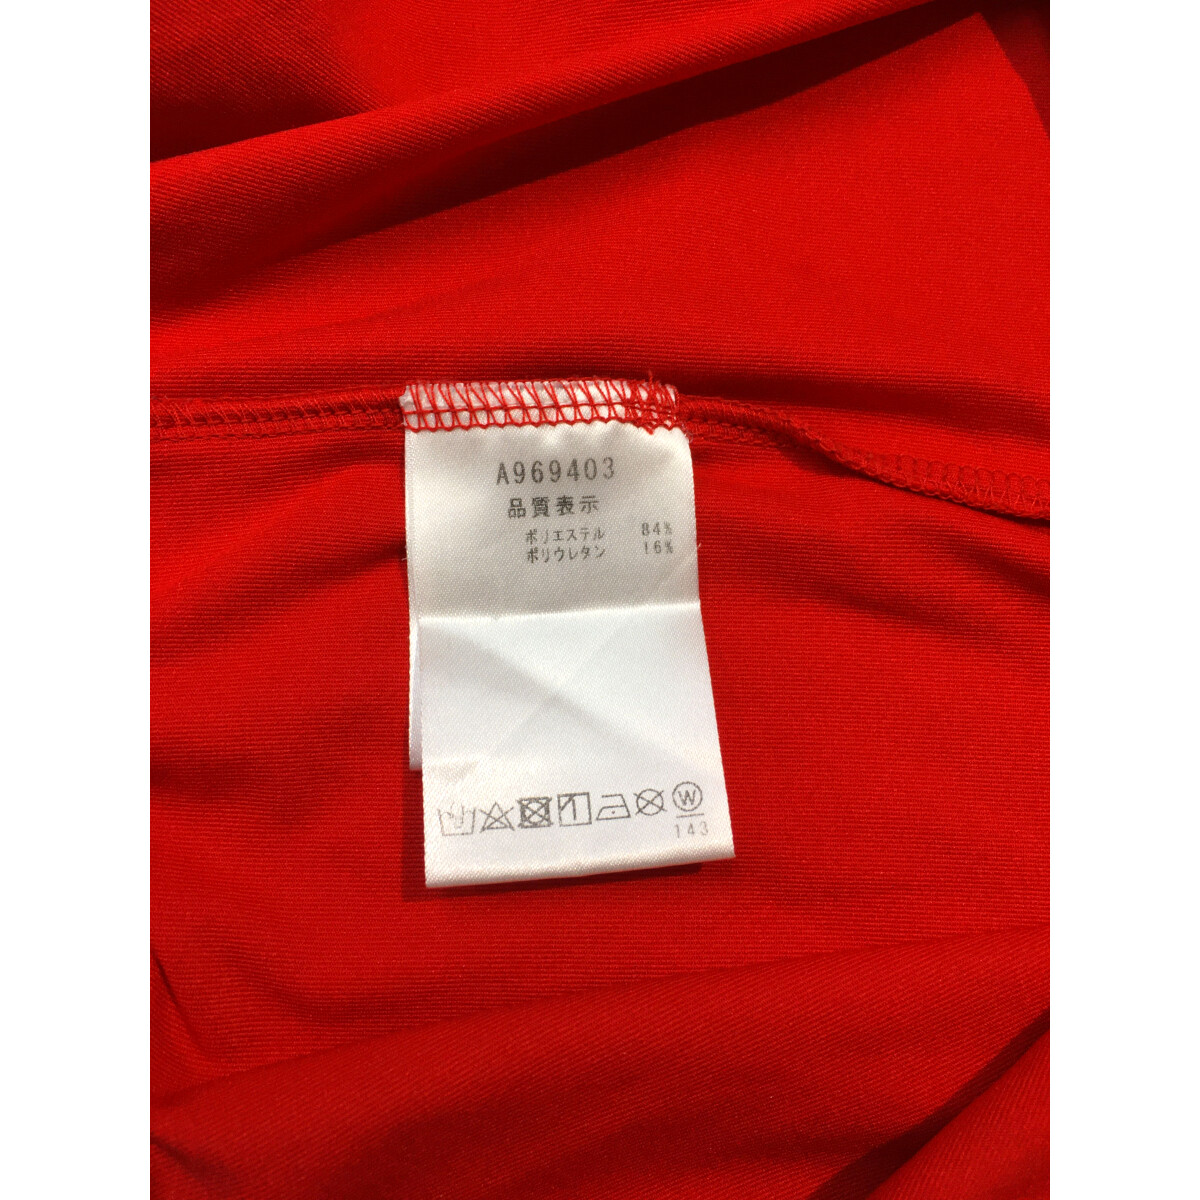 A969403
品質表示
ポリエステル 84%
ポリウレタン 16%
W
143